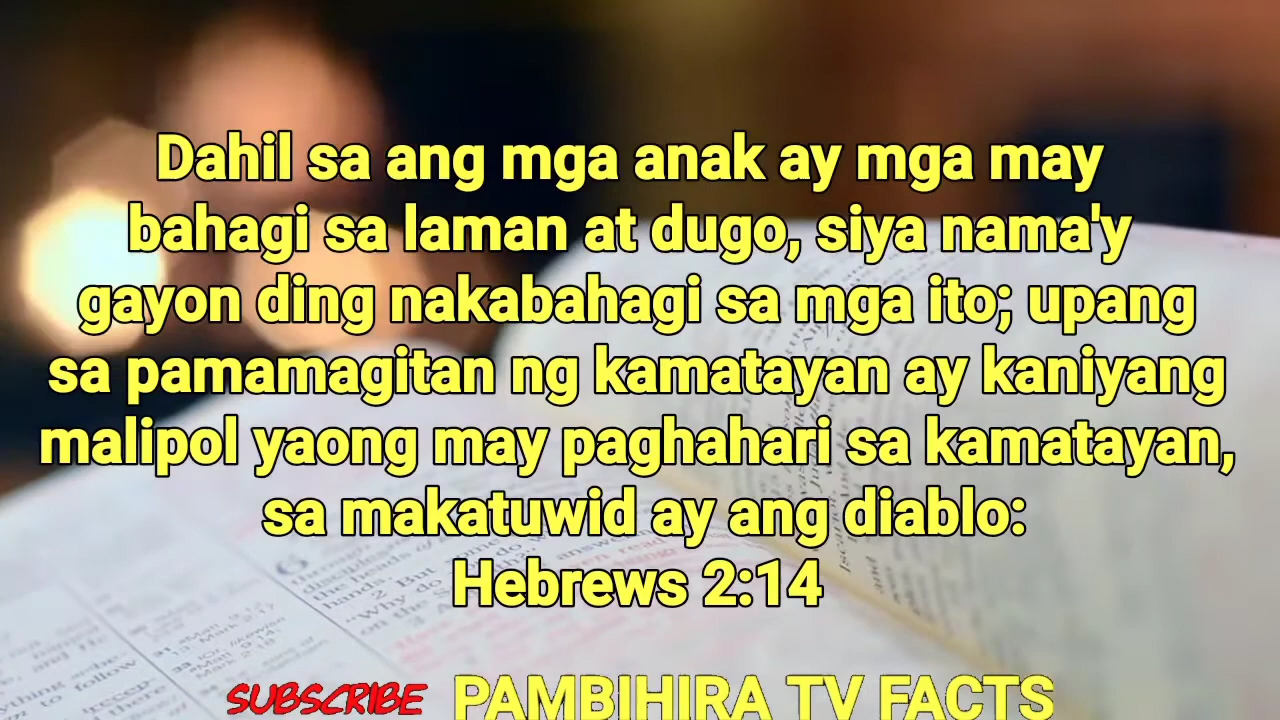 Dahil sa ang mga anak ay mga may
bahagi sa laman at dugo, siya nama'y
gayon ding nakabahagi sa mga ito; upang
sa pamamagitan ng kamatayan ay kaniyang
malipol yaong may paghahari sa kamatayan,
sa makatuwid ay ang diablo:
Hebrews 2:14
SUBSCRIBE PAMBIHIRA TV FACTS